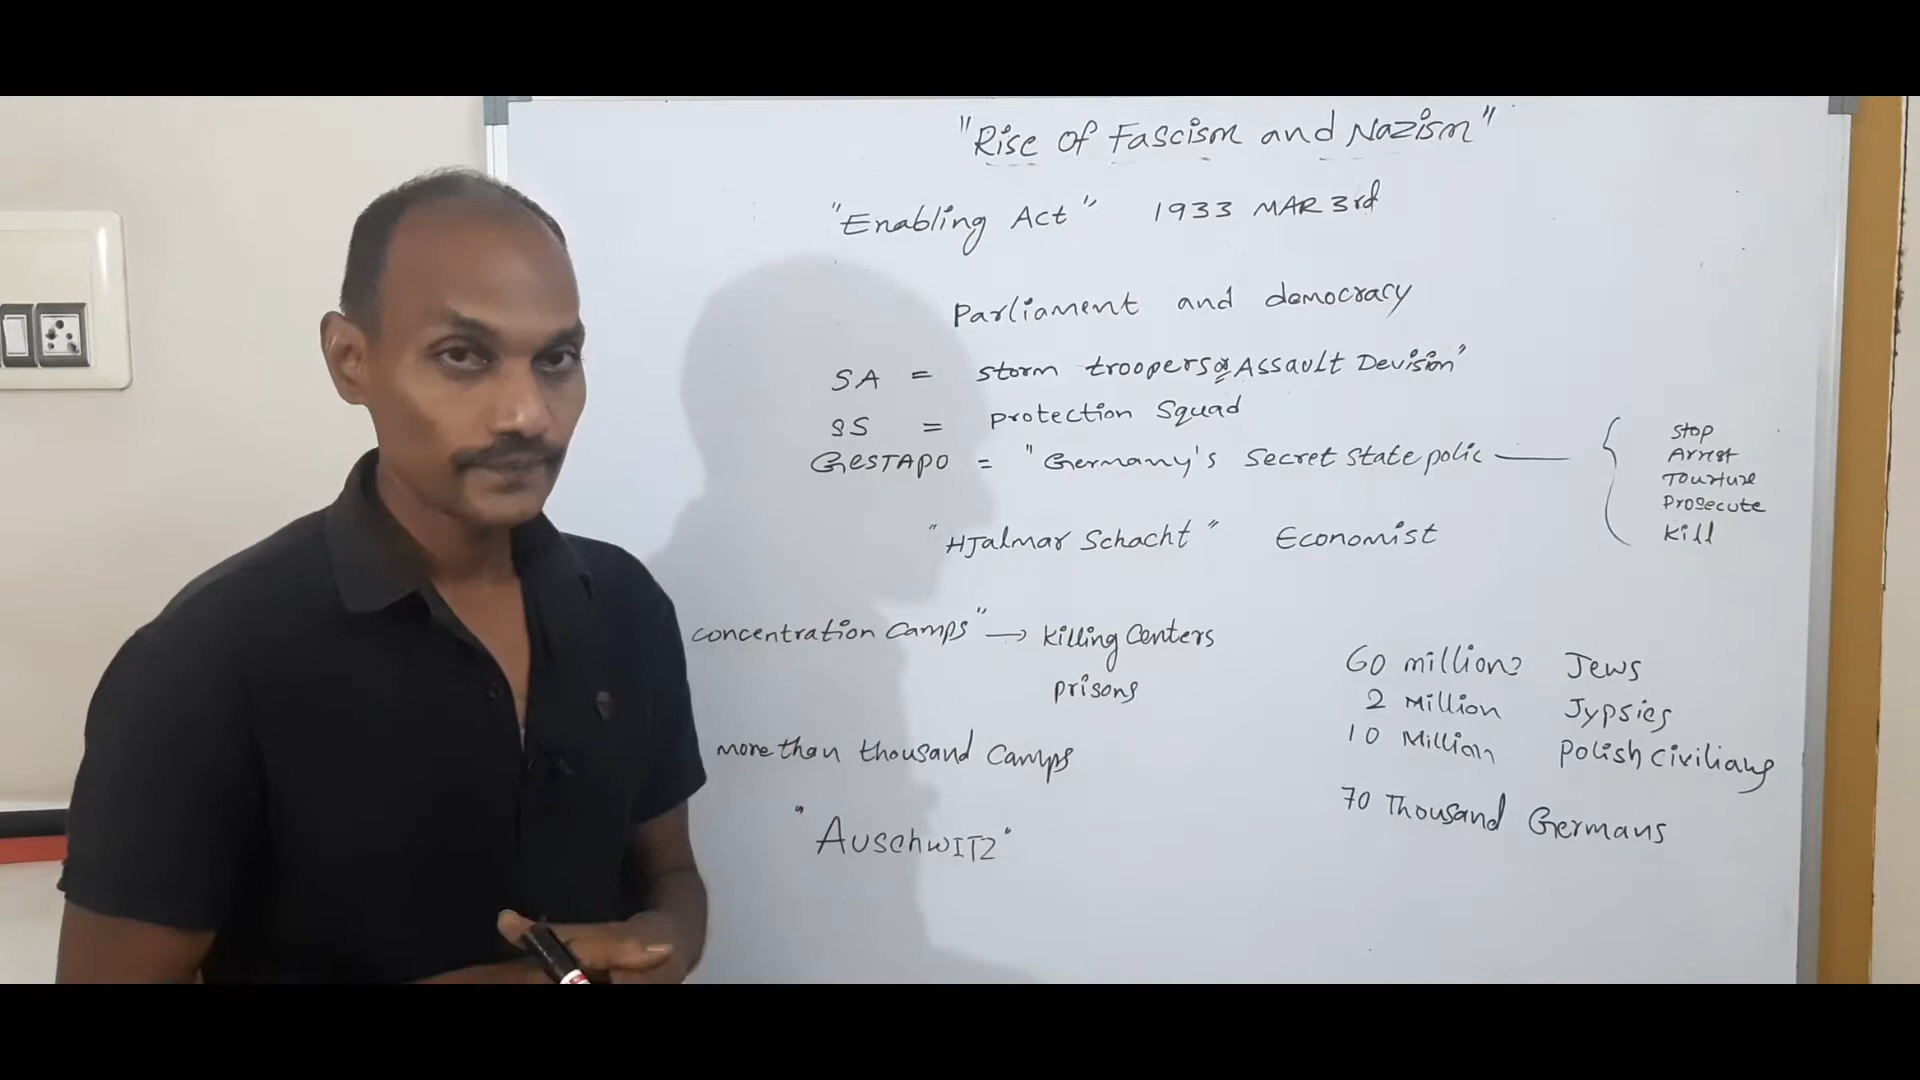 "Rise of Fascism and Nazism"
"Enabling Act" 1933 MAR 3rd
Parliament and democracy
SA = Storm troopers or Assault Devision"
SS = Protection Squad
GESTAPO = "Germany's Secret State polic
Stop
Arrest
Tourture
Prosecute
Kill
"HJalmar Schacht" Economist
concentration Camps" → Killing Centers
prisons
60 millions Jews
2 Million Jypsies
10 Million Polish civilians
more than thousand Camps
70 Thousand Germans
"AuschwITZ"